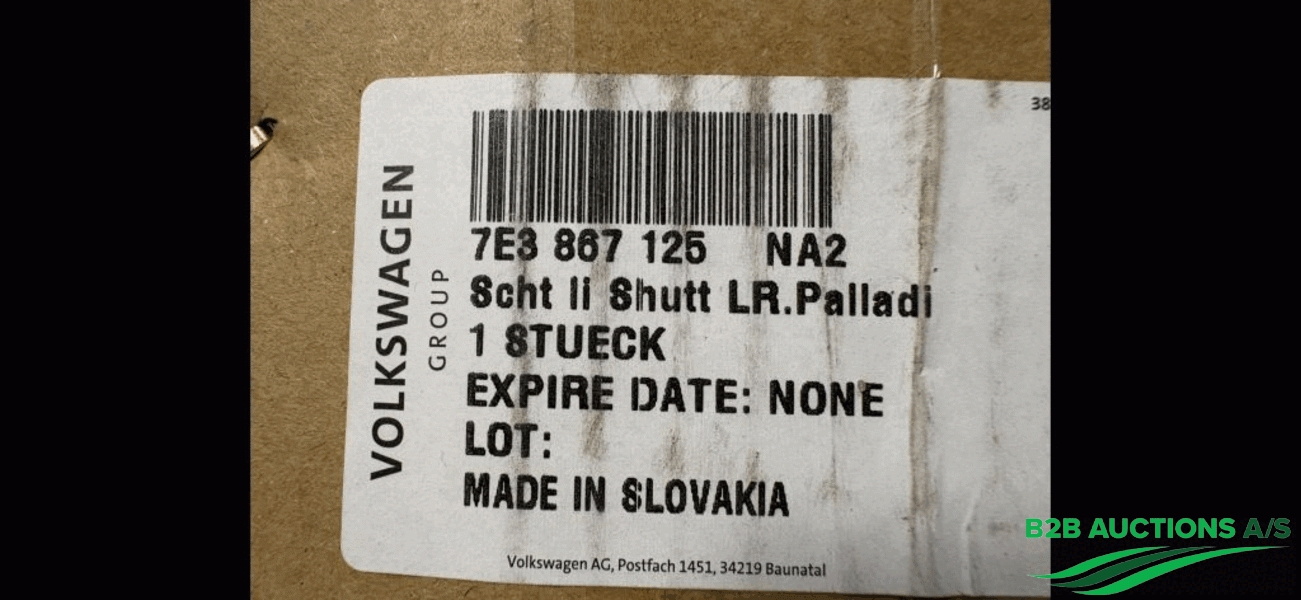 38
VOLKSWAGEN
GROUP
7E3 867 125 NA2
Scht li Shutt LR.Palladi
1 STUECK
EXPIRE DATE: NONE
LOT:
MADE IN SLOVAKIA
Volkswagen AG, Postfach 1451, 34219 Baunatal
B2B AUCTIONS A/S